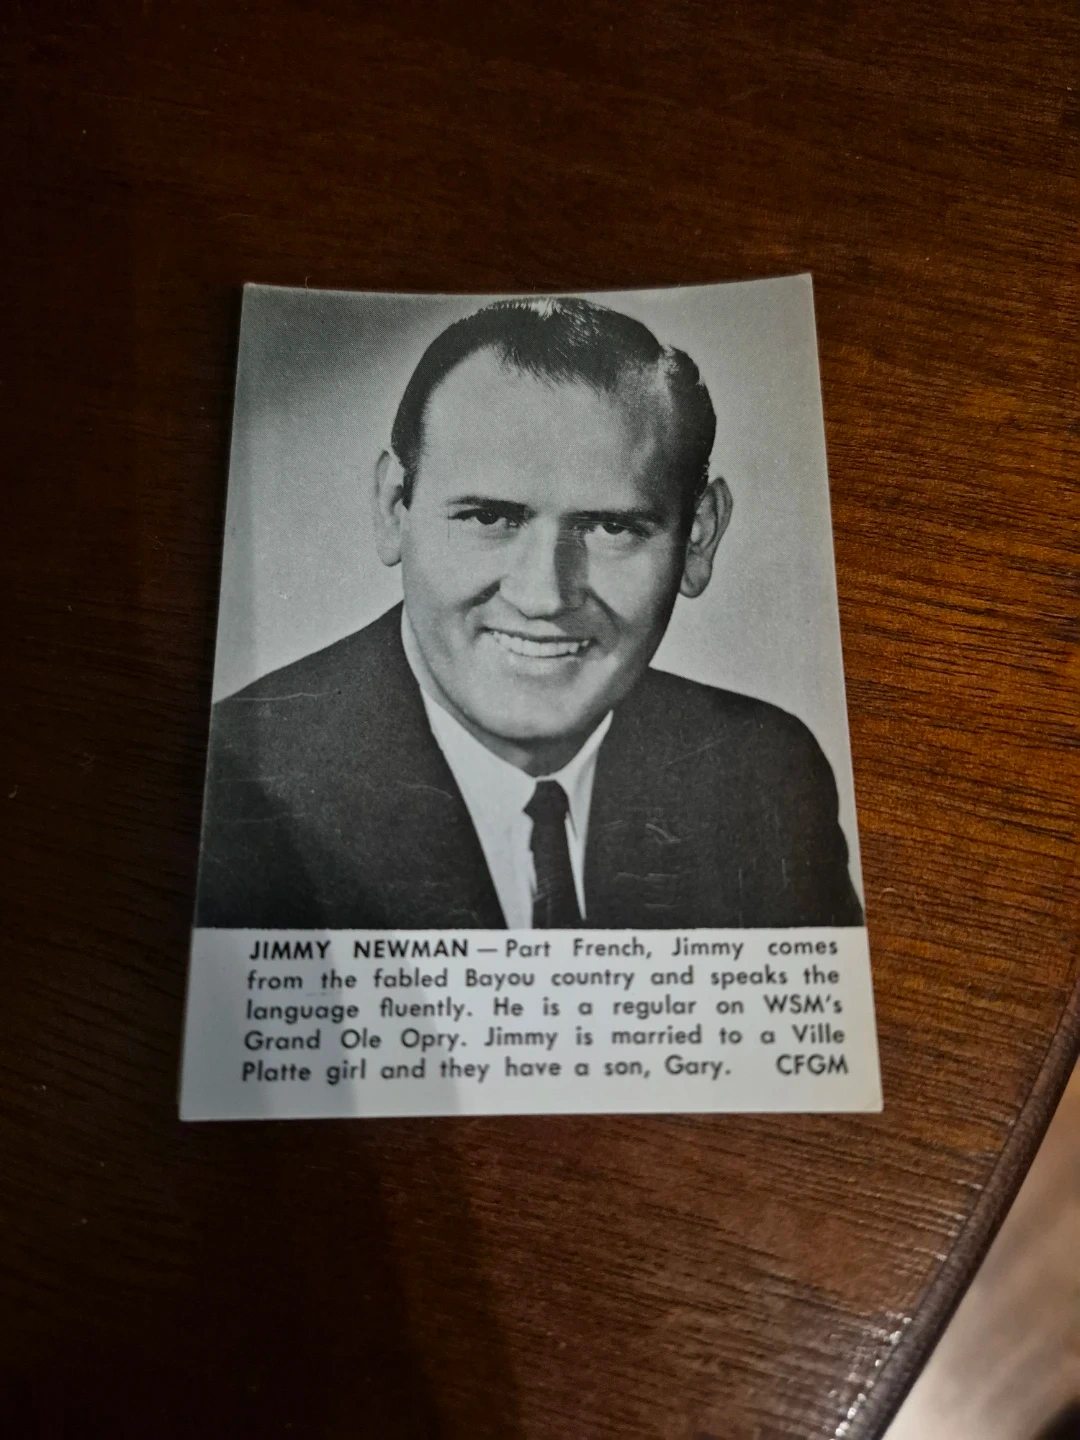 JIMMY NEWMAN — Part French, Jimmy comes
from the fabled Bayou country and speaks the
language fluently. He is a regular on WSM's
Grand Ole Opry. Jimmy is married to a Ville
Platte girl and they have a son, Gary. CFGM